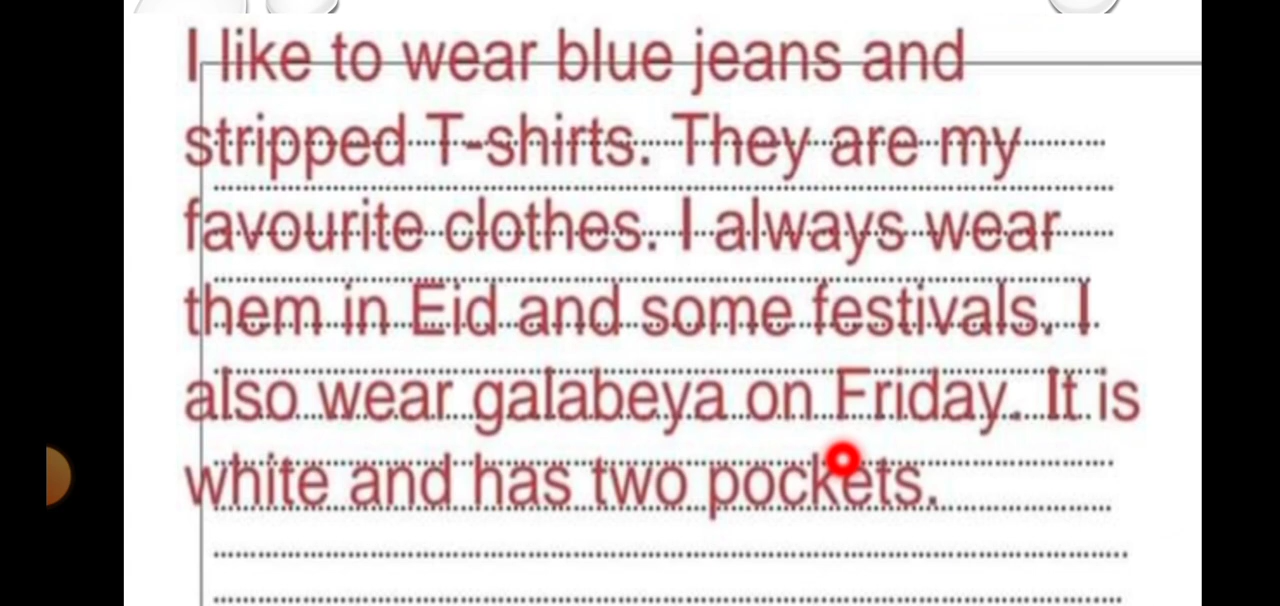 I like to wear blue jeans and
stripped T-shirts. They are my
favourite clothes. I always wear
them in Eid and some festivals. I
also wear galabeya on Friday. It is
white and has two pockets.